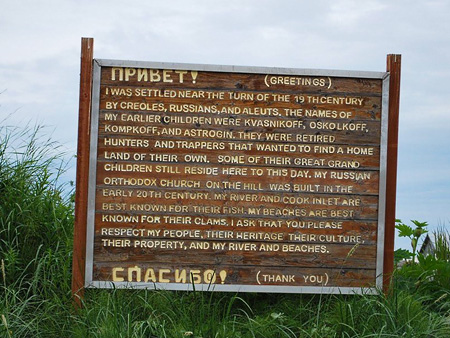 ПРИВЕТ! (GREETINGS)
I WAS SETTLED NEAR THE TURN OF THE 19TH CENTURY
BY CREOLES, RUSSIANS, AND ALEUTS. THE NAMES OF
MY EARLIER CHILDREN WERE KVASNIKOFF, OSKOLKOFF,
KOMPKOFF, AND ASTROGIN. THEY WERE RETIRED
HUNTERS AND TRAPPERS THAT WANTED TO FIND A HOME
LAND OF THEIR OWN. SOME OF THEIR GREAT GRAND
CHILDREN STILL RESIDE HERE TO THIS DAY. MY RUSSIAN
ORTHODOX CHURCH ON THE HILL WAS BUILT IN THE
EARLY 20TH CENTURY. MY RIVER AND COOK INLET ARE
BEST KNOWN FOR THEIR FISH. MY BEACHES ARE BEST
KNOWN FOR THEIR CLAMS. I ASK THAT YOU PLEASE
RESPECT MY PEOPLE, THEIR HERITAGE, THEIR CULTURE,
THEIR PROPERTY, AND MY RIVER AND BEACHES.
СПАСИБО! (THANK YOU)